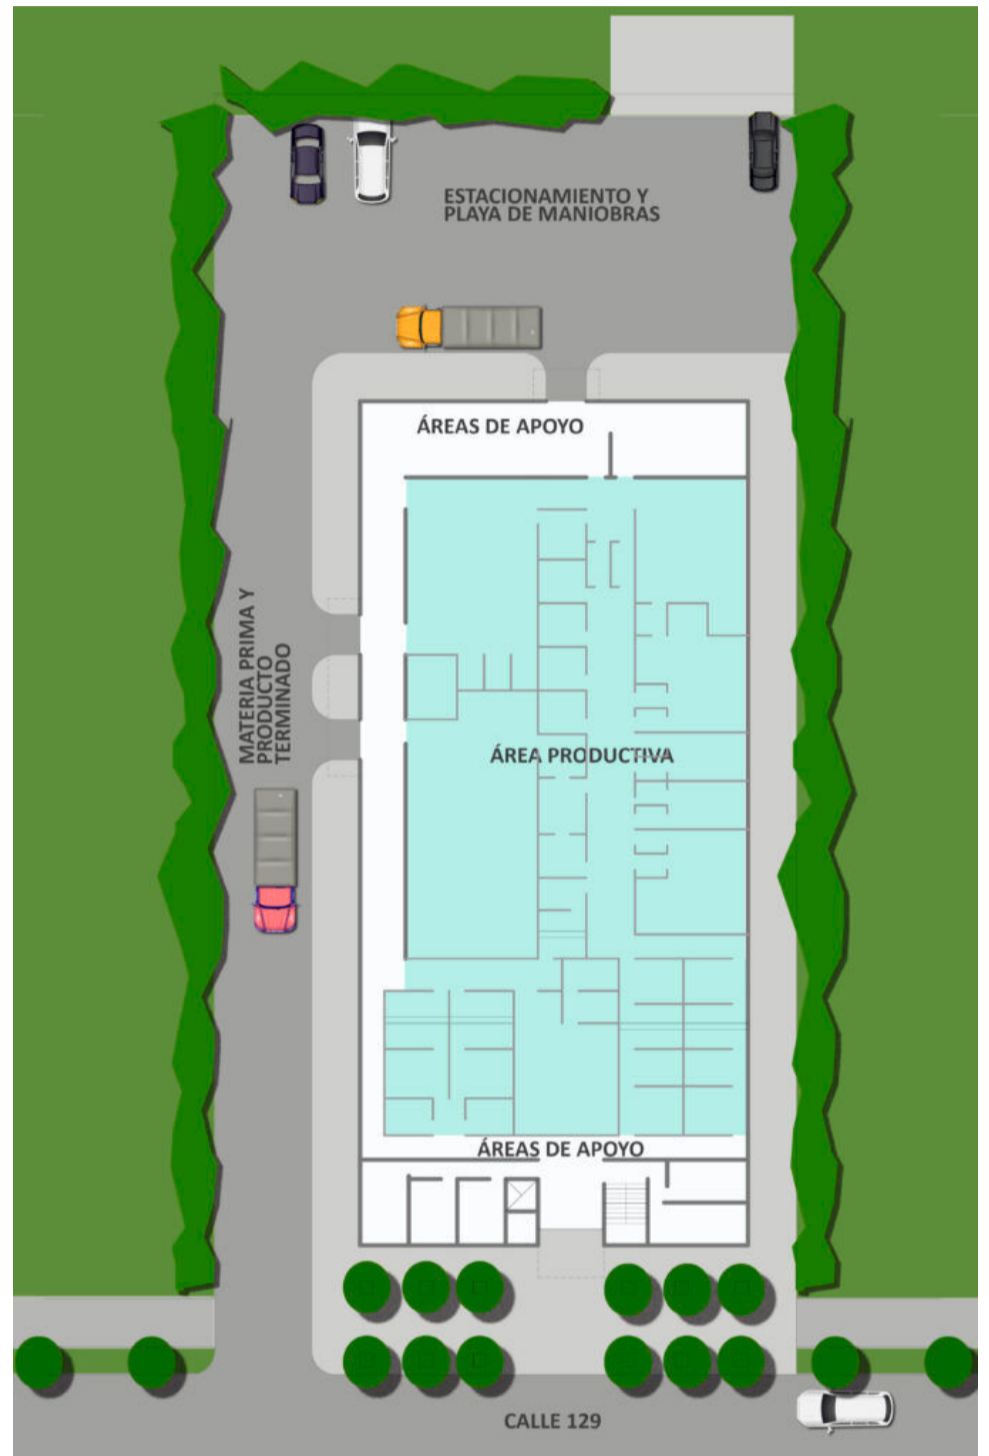 ESTACIONAMIENTO Y
PLAYA DE MANIOBRAS
ÁREAS DE APOYO
MATERIA PRIMA Y
PRODUCTO
TERMINADO
ÁREA PRODUCTIVA
ÁREAS DE APOYO
CALLE 129